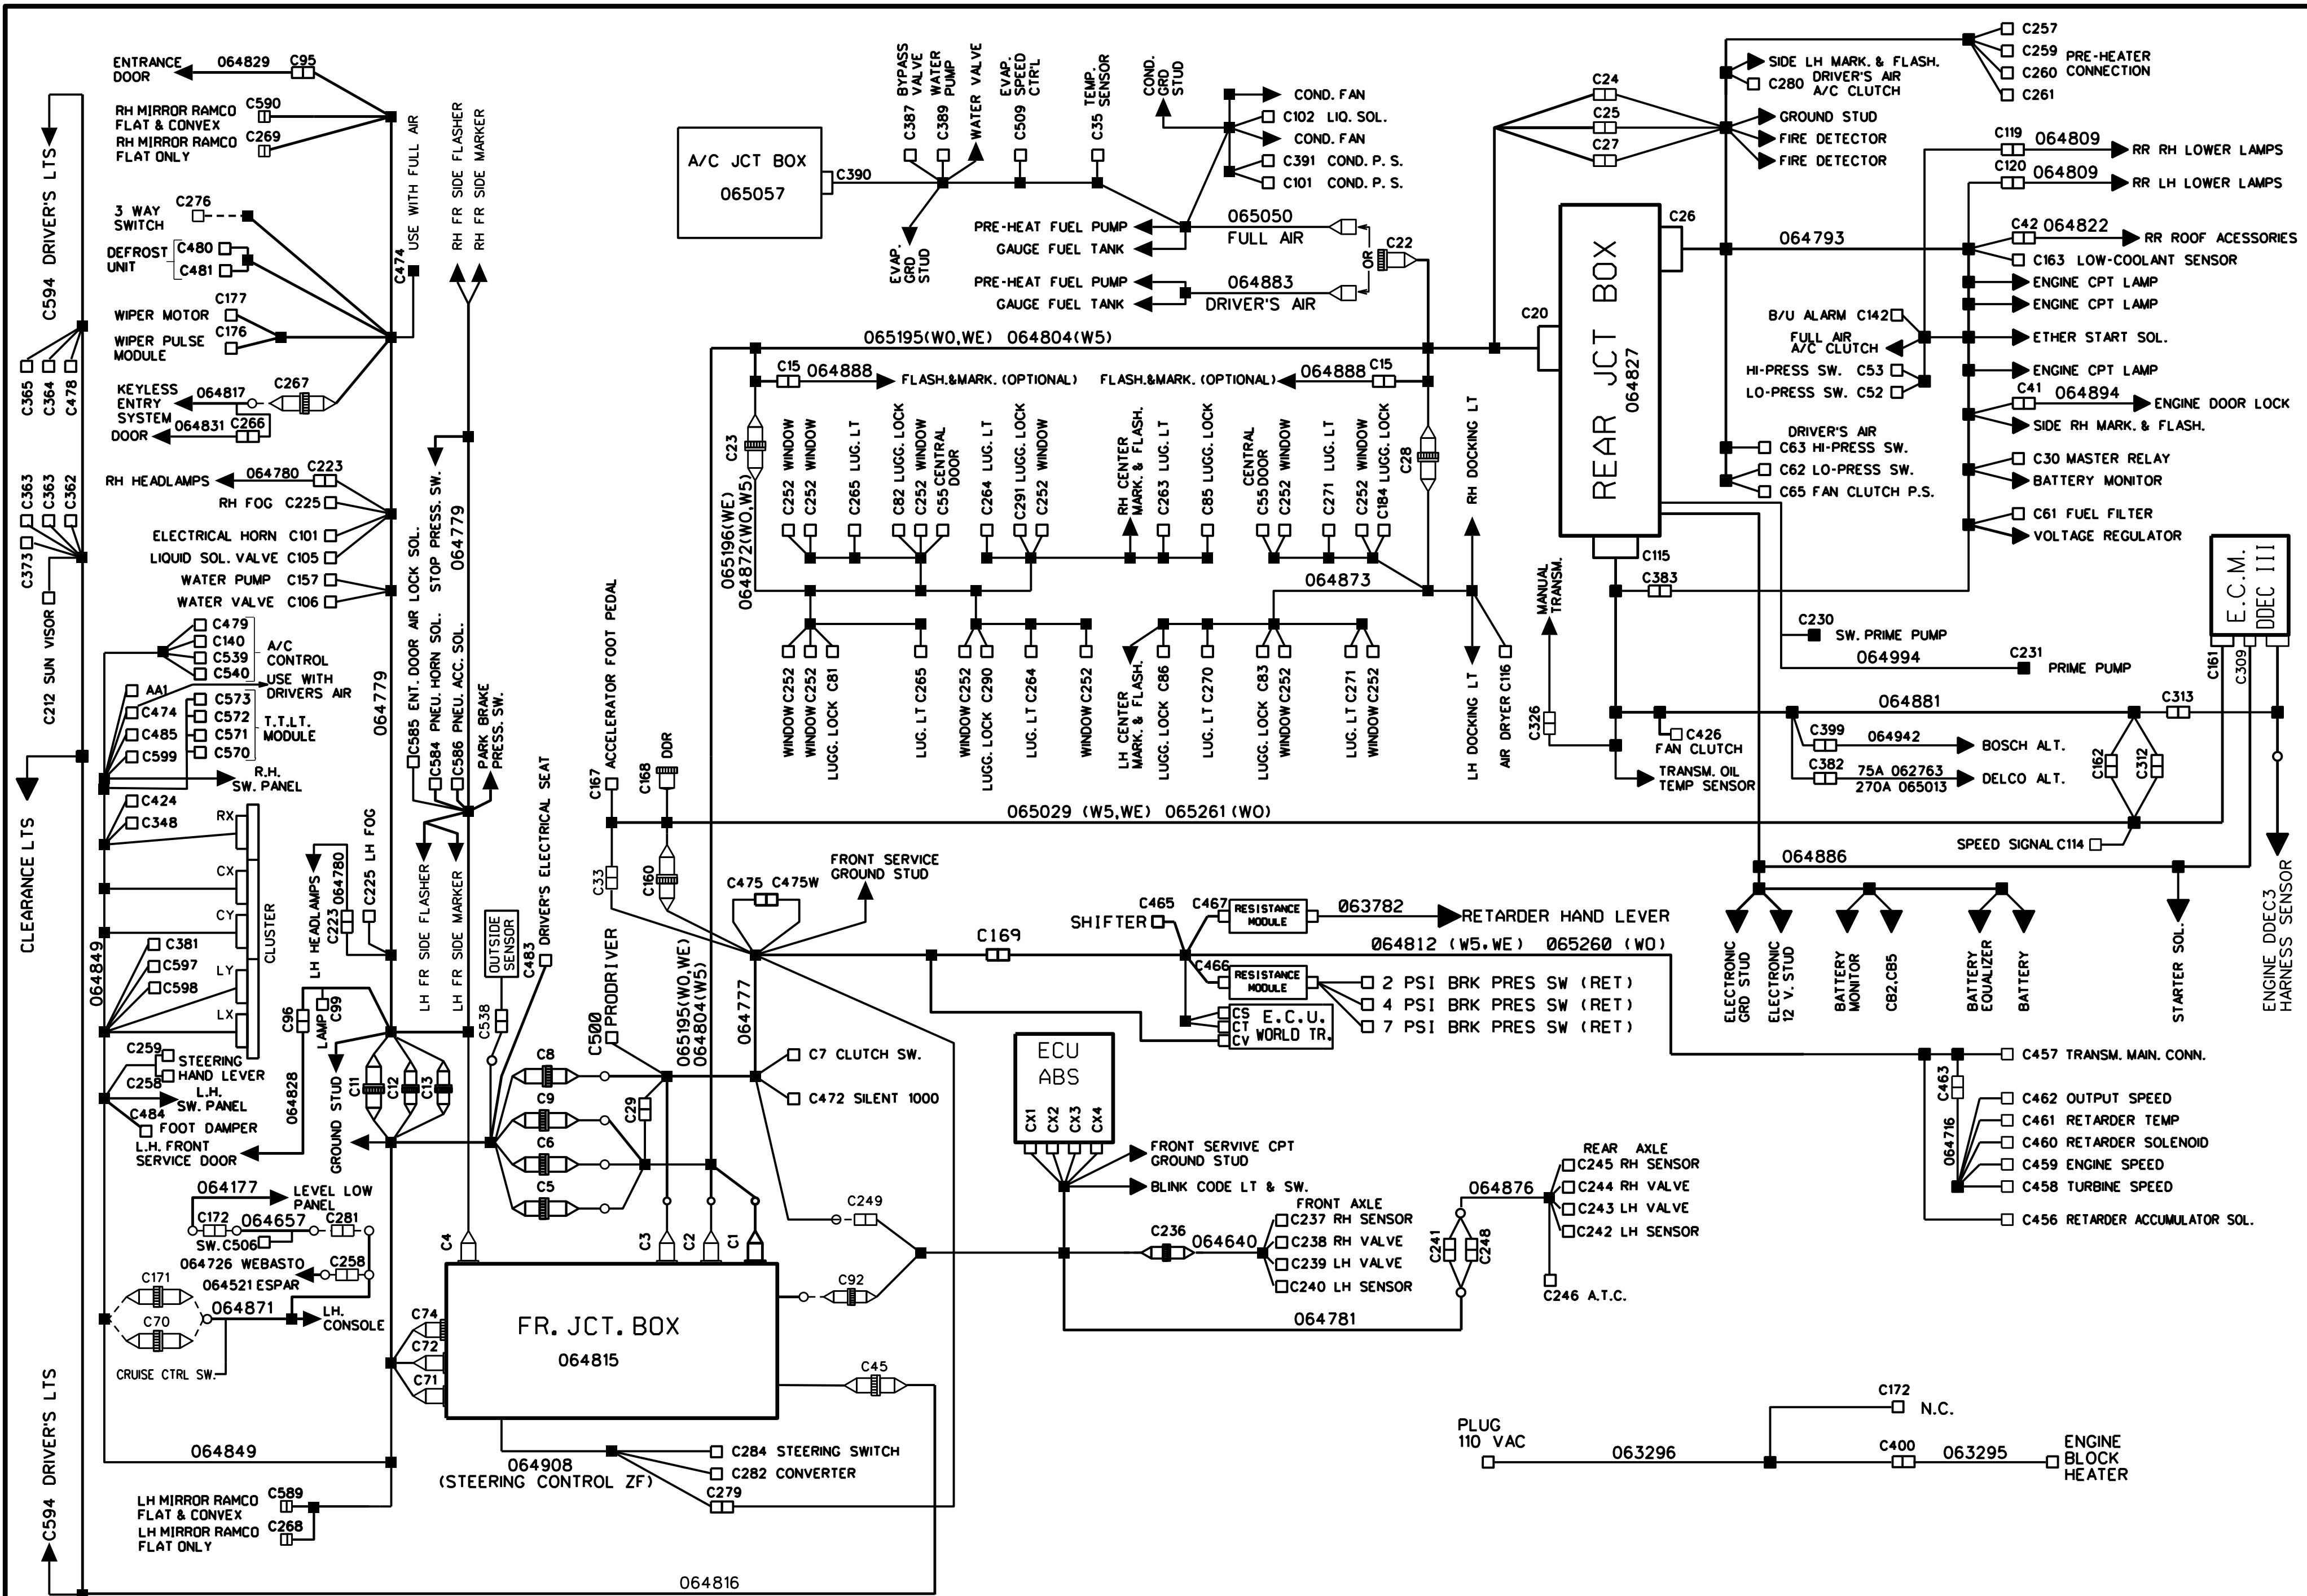 ENTRANCE
DOOR
064829
C95
RH MIRROR RAMCO
FLAT & CONVEX
C590
RH MIRROR RAMCO
FLAT ONLY
C269
3 WAY
SWITCH
C276
DEFROST
UNIT
C480
C481
WIPER MOTOR
C177
WIPER PULSE
MODULE
C176
KEYLESS
ENTRY
SYSTEM
064817
C267
DOOR
064831
C266
RH HEADLAMPS
064780
C223
RH FOG C225
ELECTRICAL HORN C101
LIQUID SOL. VALVE C105
WATER PUMP C157
WATER VALVE C106
C594 DRIVER'S LTS
C365
C364
C478
C363
C363
C362
C373
C212 SUN VISOR
CLEARANCE LTS
C594 DRIVER'S LTS
C479
C140
C539
C540
A/C
CONTROL
USE WITH
DRIVERS AIR
AA1
C474
C485
C599
C573
C572
C571
C570
T.T.LT.
MODULE
R.H.
SW. PANEL
C424
C348
RX
CX
CY
LY
LX
CLUSTER
C381
C597
C598
064849
C259
STEERING
HAND LEVER
C258
L.H.
SW. PANEL
C484
FOOT DAMPER
L.H. FRONT
SERVICE DOOR
064828
C96
LAMP
C99
GROUND STUD
LH HEADLAMPS
064780
C223
C225 LH FOG
064779
C474
USE WITH FULL AIR
RH FR SIDE FLASHER
RH FR SIDE MARKER
STOP PRESS. SW.
064779
C585 ENT. DOOR AIR LOCK SOL.
C584 PNEU. HORN SOL.
C586 PNEU. ACC. SOL.
PARK BRAKE
PRESS. SW.
LH FR SIDE FLASHER
LH FR SIDE MARKER
OUTSIDE
SENSOR
C538
C483 DRIVER'S ELECTRICAL SEAT
C11
C12
C13
064177
LEVEL LOW
PANEL
C172
064657
C281
SW. C506
064726 WEBASTO
064521 ESPAR
C258
C171
064871
C70
LH.
CONSOLE
CRUISE CTRL SW.
064849
LH MIRROR RAMCO
FLAT & CONVEX
C589
LH MIRROR RAMCO
FLAT ONLY
C268
064816
A/C JCT BOX
065057
C390
C387
BYPASS
VALVE
C389
WATER
PUMP
WATER VALVE
C509
EVAP.
SPEED
CTR'L
C35
TEMP.
SENSOR
EVAP.
GRD
STUD
COND.
GRD
STUD
COND. FAN
C102 LIQ. SOL.
COND. FAN
C391 COND. P. S.
C101 COND. P. S.
PRE-HEAT FUEL PUMP
GAUGE FUEL TANK
065050
FULL AIR
PRE-HEAT FUEL PUMP
GAUGE FUEL TANK
064883
DRIVER'S AIR
OR
C22
065195(WO,WE) 064804(W5)
C15
064888
FLASH.&MARK. (OPTIONAL)
FLASH.&MARK. (OPTIONAL)
064888
C15
C23
C28
065196(WE)
064872(WO,W5)
C252 WINDOW
C252 WINDOW
C265 LUG. LT
C82 LUGG. LOCK
C252 WINDOW
C55 CENTRAL
DOOR
C264 LUG. LT
C291 LUGG. LOCK
C252 WINDOW
RH CENTER
MARK. & FLASH.
C263 LUG. LT
C85 LUGG. LOCK
CENTRAL
C55 DOOR
C252 WINDOW
C271 LUG. LT
C252 WINDOW
C184 LUGG. LOCK
RH DOCKING LT
064873
WINDOW C252
WINDOW C252
LUGG. LOCK C81
LUG. LT C265
WINDOW C252
LUGG. LOCK C290
LUG. LT C264
WINDOW C252
LH CENTER
MARK. & FLASH.
LUGG. LOCK C86
LUG. LT C270
LUGG. LOCK C83
WINDOW C252
LUG. LT C271
WINDOW C252
LH DOCKING LT
AIR DRYER C116
C167 ACCELERATOR FOOT PEDAL
C168
DDR
C33
C160
065029 (W5,WE) 065261 (WO)
C475
C475W
FRONT SERVICE
GROUND STUD
C500 PRODRIVER
065195(WO,WE)
064804(W5)
064777
C8
C9
C6
C5
C29
C7 CLUTCH SW.
C472 SILENT 1000
C4
C3
C2
C1
C249
C92
C74
C72
C71
FR. JCT. BOX
064815
C45
064908
(STEERING CONTROL ZF)
C284 STEERING SWITCH
C282 CONVERTER
C279
C169
SHIFTER
C465
C467
RESISTANCE
MODULE
063782
RETARDER HAND LEVER
064812 (W5,WE) 065260 (WO)
C466
RESISTANCE
MODULE
2 PSI BRK PRES SW (RET)
4 PSI BRK PRES SW (RET)
7 PSI BRK PRES SW (RET)
CS
CT
CV
E.C.U.
WORLD TR.
ECU
ABS
CX1
CX2
CX3
CX4
FRONT SERVIVE CPT
GROUND STUD
BLINK CODE LT & SW.
C236
064640
FRONT AXLE
C237 RH SENSOR
C238 RH VALVE
C239 LH VALVE
C240 LH SENSOR
064781
C241
C248
064876
REAR AXLE
C245 RH SENSOR
C244 RH VALVE
C243 LH VALVE
C242 LH SENSOR
C246 A.T.C.
C24
C25
C27
C20
REAR JCT BOX
064827
C26
C115
C257
C259
C260
C261
PRE-HEATER
CONNECTION
SIDE LH MARK. & FLASH.
C280
DRIVER'S AIR
A/C CLUTCH
GROUND STUD
FIRE DETECTOR
FIRE DETECTOR
C119
064809
RR RH LOWER LAMPS
C120
064809
RR LH LOWER LAMPS
064793
C42
064822
RR ROOF ACESSORIES
C163 LOW-COOLANT SENSOR
ENGINE CPT LAMP
ENGINE CPT LAMP
B/U ALARM C142
FULL AIR
A/C CLUTCH
ETHER START SOL.
HI-PRESS SW. C53
LO-PRESS SW. C52
ENGINE CPT LAMP
C41
064894
ENGINE DOOR LOCK
SIDE RH MARK. & FLASH.
DRIVER'S AIR
C63 HI-PRESS SW.
C62 LO-PRESS SW.
C65 FAN CLUTCH P.S.
C30 MASTER RELAY
BATTERY MONITOR
C61 FUEL FILTER
VOLTAGE REGULATOR
E.C.M.
DDEC III
C161
C309
MANUAL
TRANSM.
C383
C230
SW. PRIME PUMP
064994
C231
PRIME PUMP
C326
064881
C313
C426
FAN CLUTCH
TRANSM. OIL
TEMP SENSOR
C399
064942
BOSCH ALT.
C382
75A 062763
270A 065013
DELCO ALT.
C162
C312
SPEED SIGNAL C114
064886
ELECTRONIC
GRD STUD
ELECTRONIC
12 V. STUD
BATTERY
MONITOR
CB2,CB5
BATTERY
EQUALIZER
BATTERY
STARTER SOL.
ENGINE DDEC3
HARNESS SENSOR
C457 TRANSM. MAIN. CONN.
C463
064716
C462 OUTPUT SPEED
C461 RETARDER TEMP
C460 RETARDER SOLENOID
C459 ENGINE SPEED
C458 TURBINE SPEED
C456 RETARDER ACCUMULATOR SOL.
PLUG
110 VAC
063296
C172
N.C.
C400
063295
ENGINE
BLOCK
HEATER